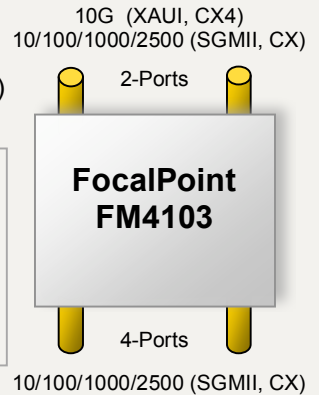 10G (XAUI, CX4)
10/100/1000/2500 (SGMII, CX)
2-Ports
)
FocalPoint
FM4103
4-Ports
10/100/1000/2500 (SGMII, CX)